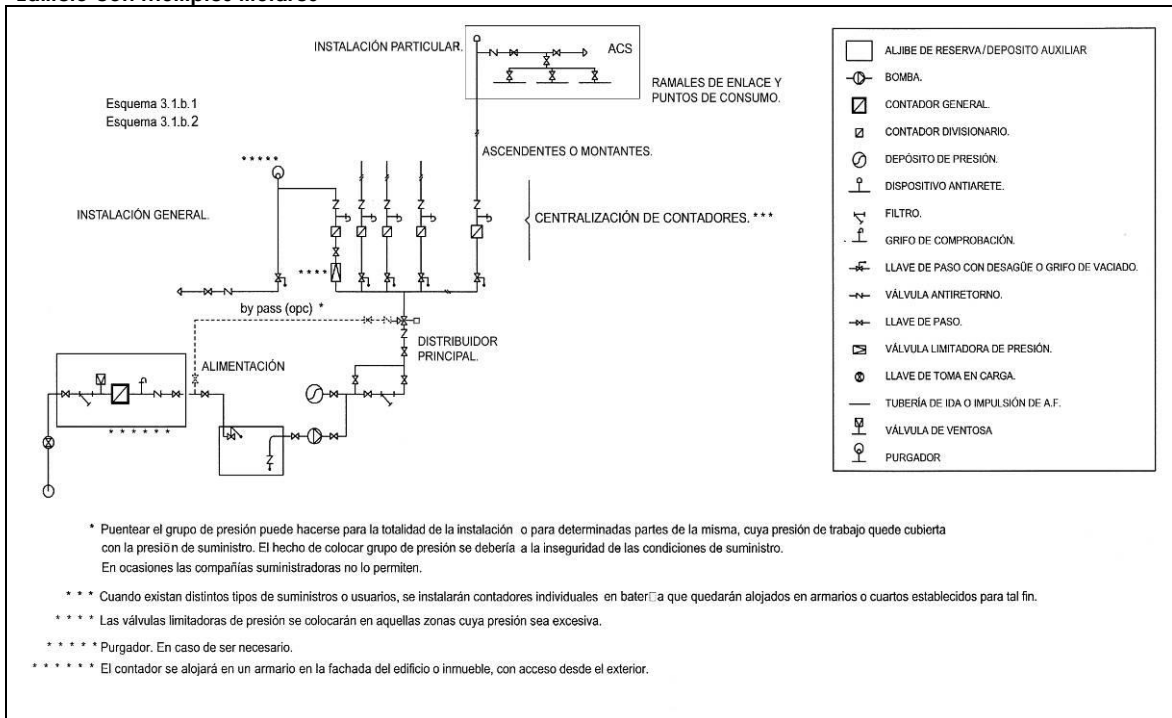 INSTALACIÓN PARTICULAR.
ACS
RAMALES DE ENLACE Y
PUNTOS DE CONSUMO.
Esquema 3.1.b.1
Esquema 3.1.b.2
ASCENDENTES O MONTANTES.
* * * * *
INSTALACIÓN GENERAL.
CENTRALIZACIÓN DE CONTADORES. * * *
* * * *
by pass (opc) *
DISTRIBUIDOR
PRINCIPAL.
ALIMENTACIÓN
* * * * * *
ALJIBE DE RESERVA/DEPOSITO AUXILIAR
BOMBA.
CONTADOR GENERAL.
CONTADOR DIVISIONARIO.
DEPÓSITO DE PRESIÓN.
DISPOSITIVO ANTIARETE.
FILTRO.
GRIFO DE COMPROBACIÓN.
LLAVE DE PASO CON DESAGÜE O GRIFO DE VACIADO.
VÁLVULA ANTIRETORNO.
LLAVE DE PASO.
VÁLVULA LIMITADORA DE PRESIÓN.
LLAVE DE TOMA EN CARGA.
TUBERÍA DE IDA O IMPULSIÓN DE A.F.
VÁLVULA DE VENTOSA
PURGADOR
* Puentear el grupo de presión puede hacerse para la totalidad de la instalación o para determinadas partes de la misma, cuya presión de trabajo quede cubierta
con la presión de suministro. El hecho de colocar grupo de presión se debería a la inseguridad de las condiciones de suministro.
En ocasiones las compañías suministradoras no lo permiten.
* * * Cuando existan distintos tipos de suministros o usuarios, se instalarán contadores individuales en bater□a que quedarán alojados en armarios o cuartos establecidos para tal fin.
* * * * Las válvulas limitadoras de presión se colocarán en aquellas zonas cuya presión sea excesiva.
* * * * * Purgador. En caso de ser necesario.
* * * * * * El contador se alojará en un armario en la fachada del edificio o inmueble, con acceso desde el exterior.